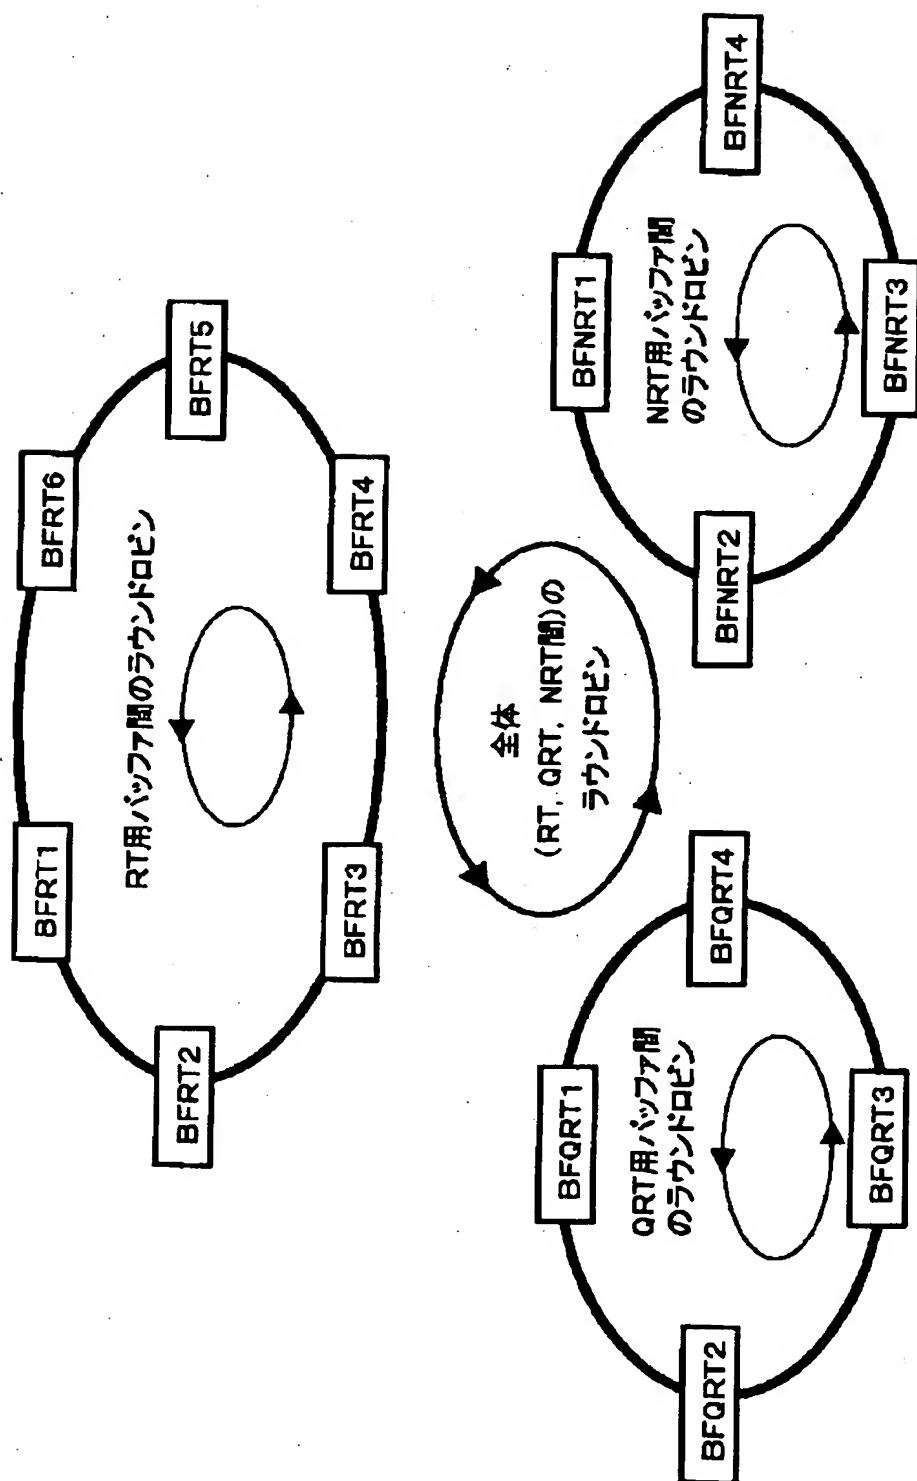 BFRT1
BFRT6
BFRT2
RT用バッファ間のラウンドロビン
BFRT5
BFRT3
BFRT4
全体
(RT, QRT, NRT間)の
ラウンドロビン
BFQRT1
BFQRT2
QRT用バッファ間
のラウンドロビン
BFQRT4
BFQRT3
BFNRT1
BFNRT2
NRT用バッファ間
のラウンドロビン
BFNRT4
BFNRT3